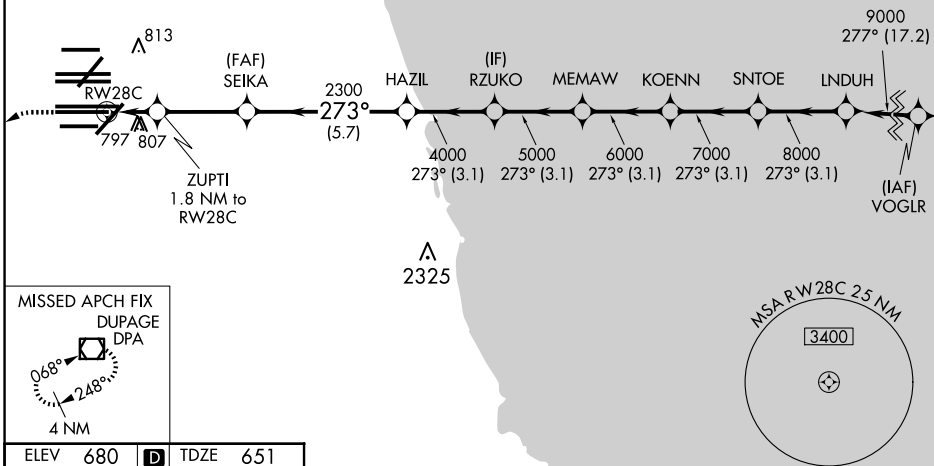 813
9000
277° (17.2)
(FAF)
SEIKA
(IF)
RZUKO
HAZIL
MEMAW
KOENN
SNTOE
LNDUH
RW28C
2300
273°
(5.7)
797
807
4000
273° (3.1)
5000
273° (3.1)
6000
273° (3.1)
7000
273° (3.1)
8000
273° (3.1)
ZUPTI
1.8 NM to
RW28C
(IAF)
VOGLR
2325
MISSED APCH FIX
DUPAGE
DPA
068°
248°
4 NM
MSA RW28C 25 NM
3400
ELEV 680 D TDZE 651